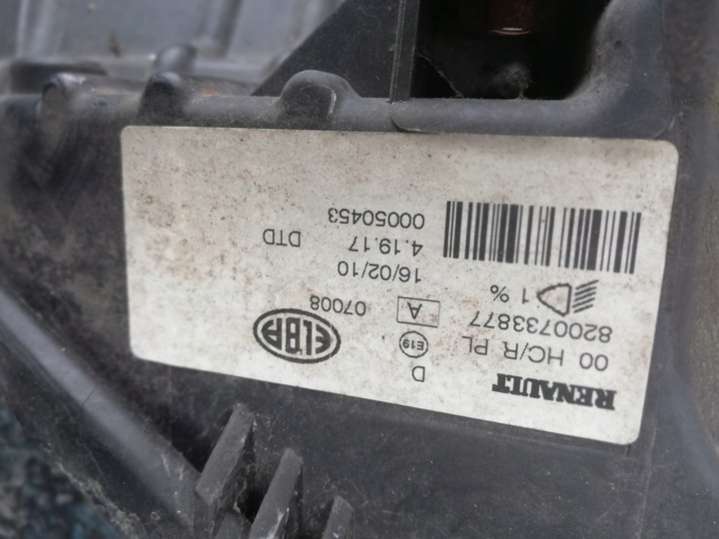 RENAULT
00 HC/R PL
8200733877
1 %
D
E19
A 07008
ELBA
16/02/10
4.19.17 DTD
00050453